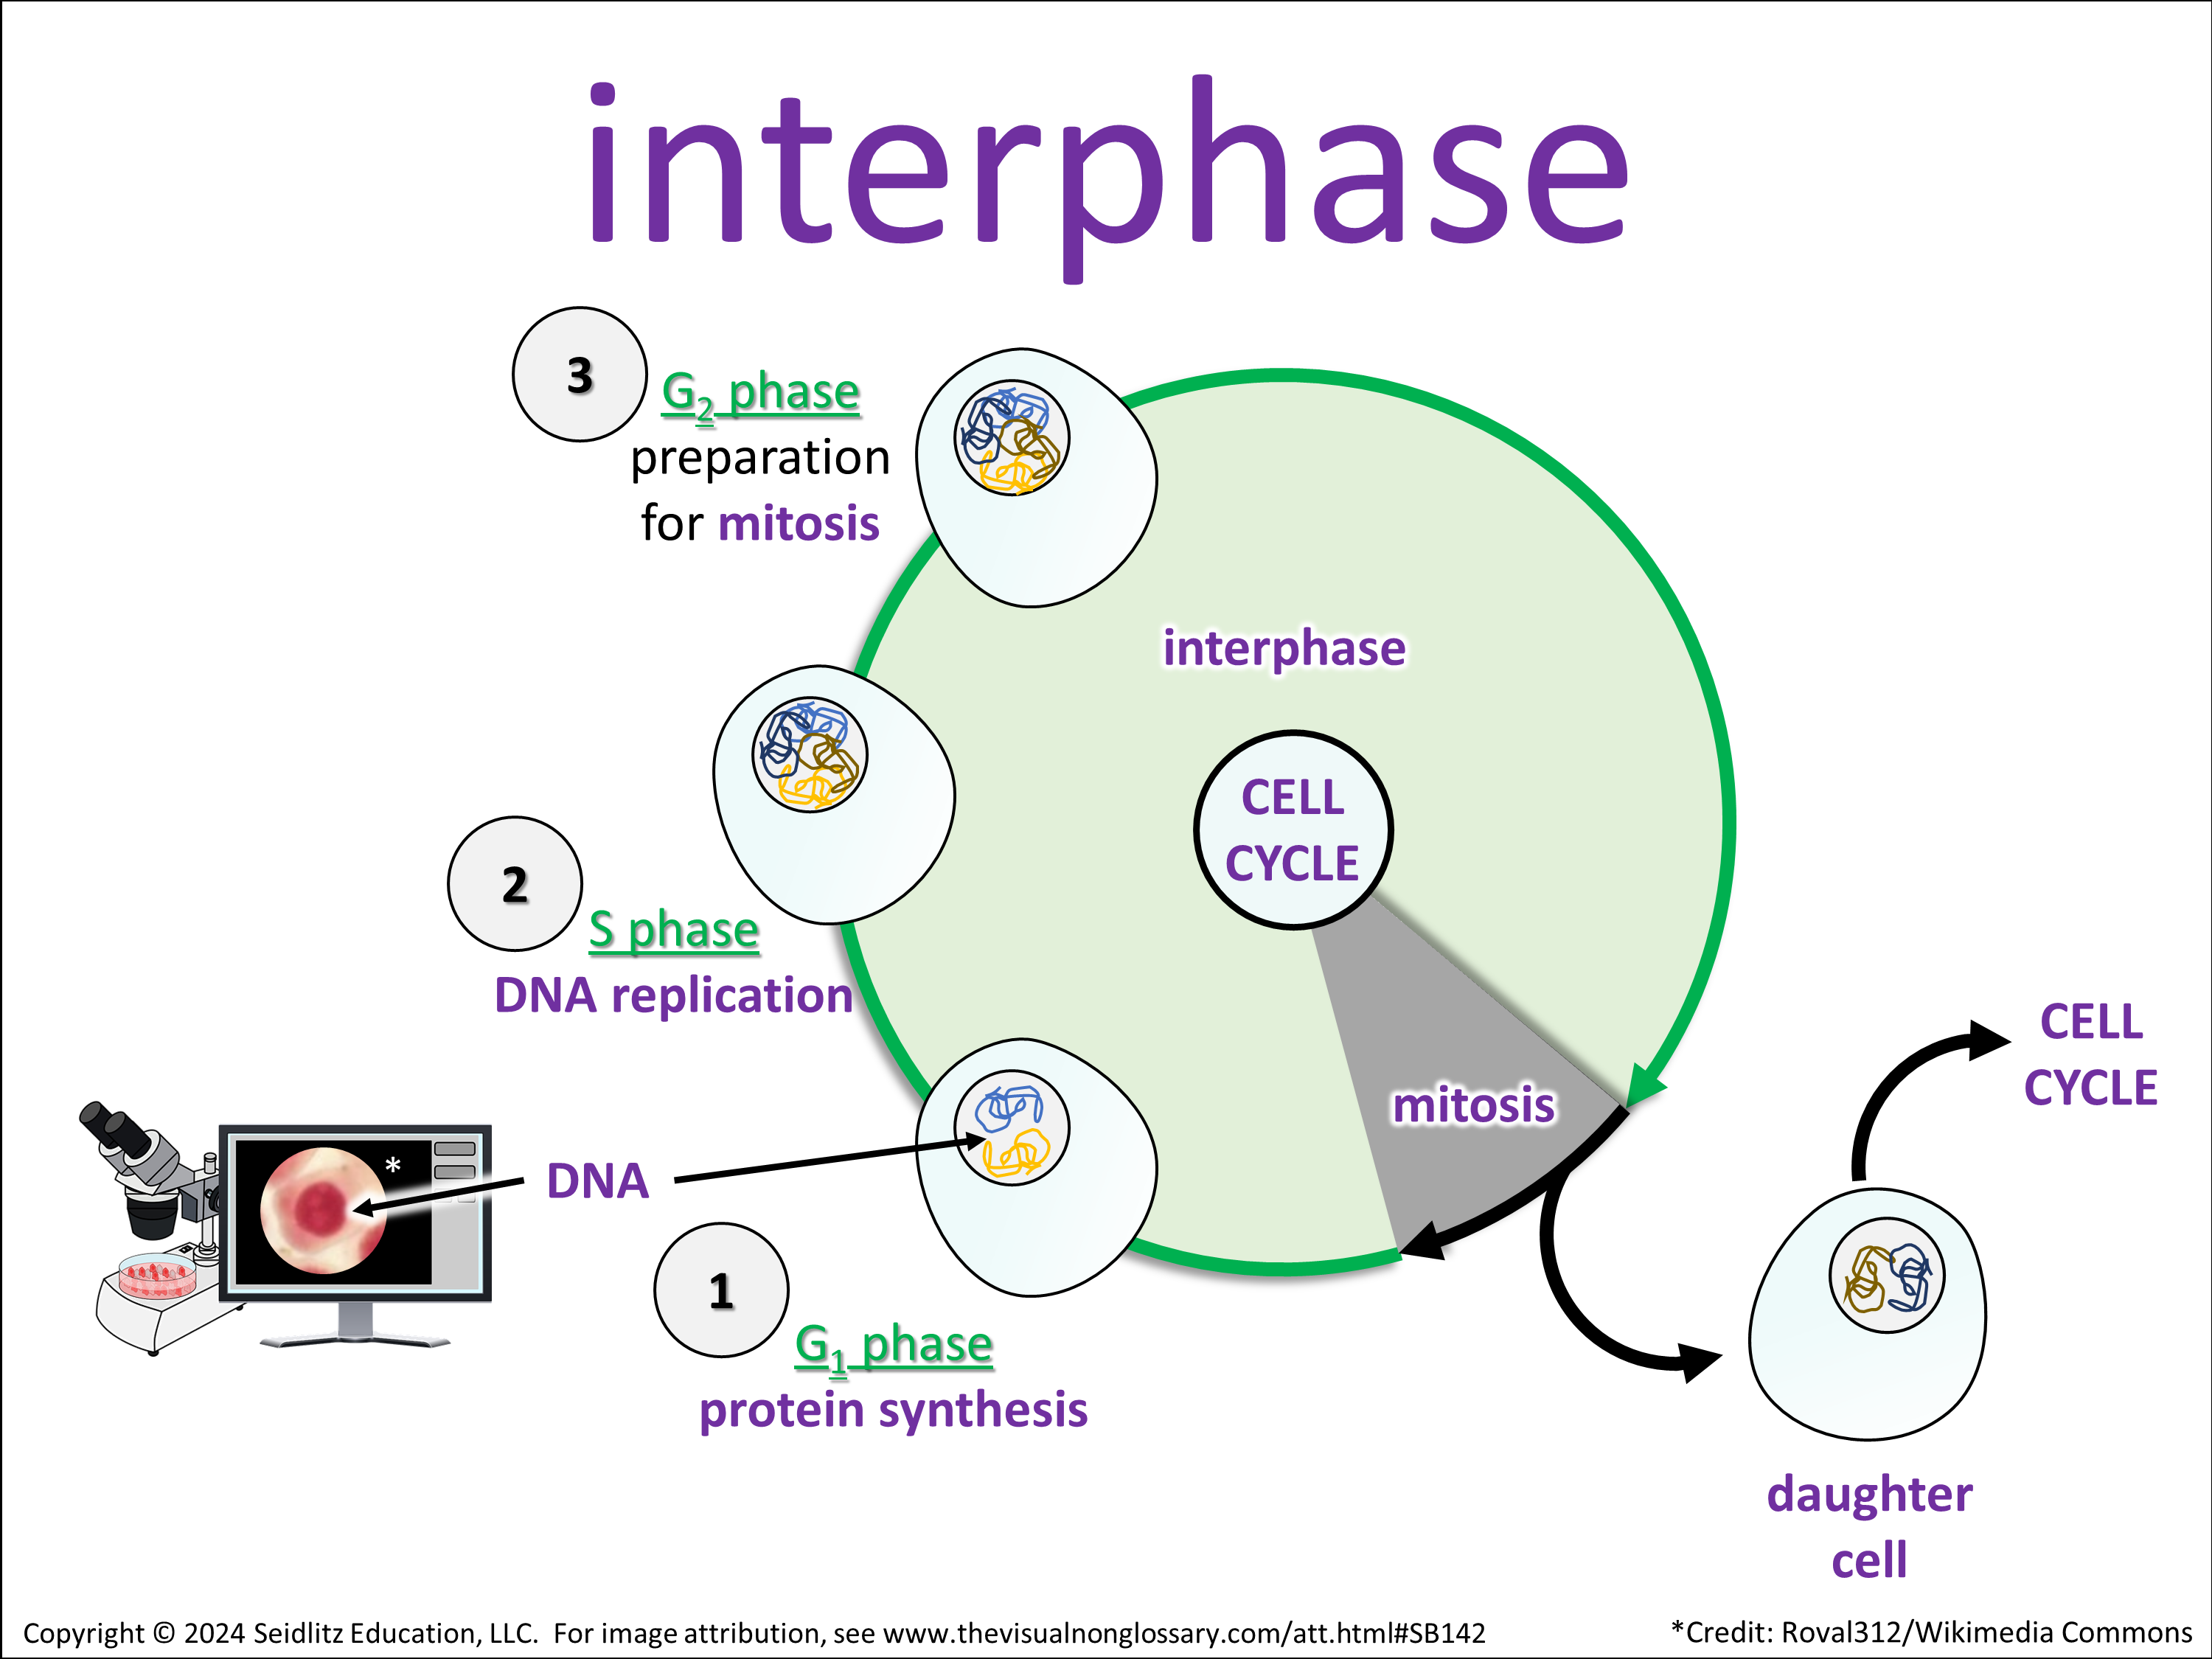 interphase
3
G2 phase
preparation
for mitosis
interphase
CELL
CYCLE
2
S phase
DNA replication
mitosis
CELL
CYCLE
*
DNA
1
G1 phase
protein synthesis
daughter
cell
Copyright © 2024 Seidlitz Education, LLC.  For image attribution, see www.thevisualnonglossary.com/att.html#SB142
*Credit: Roval312/Wikimedia Commons